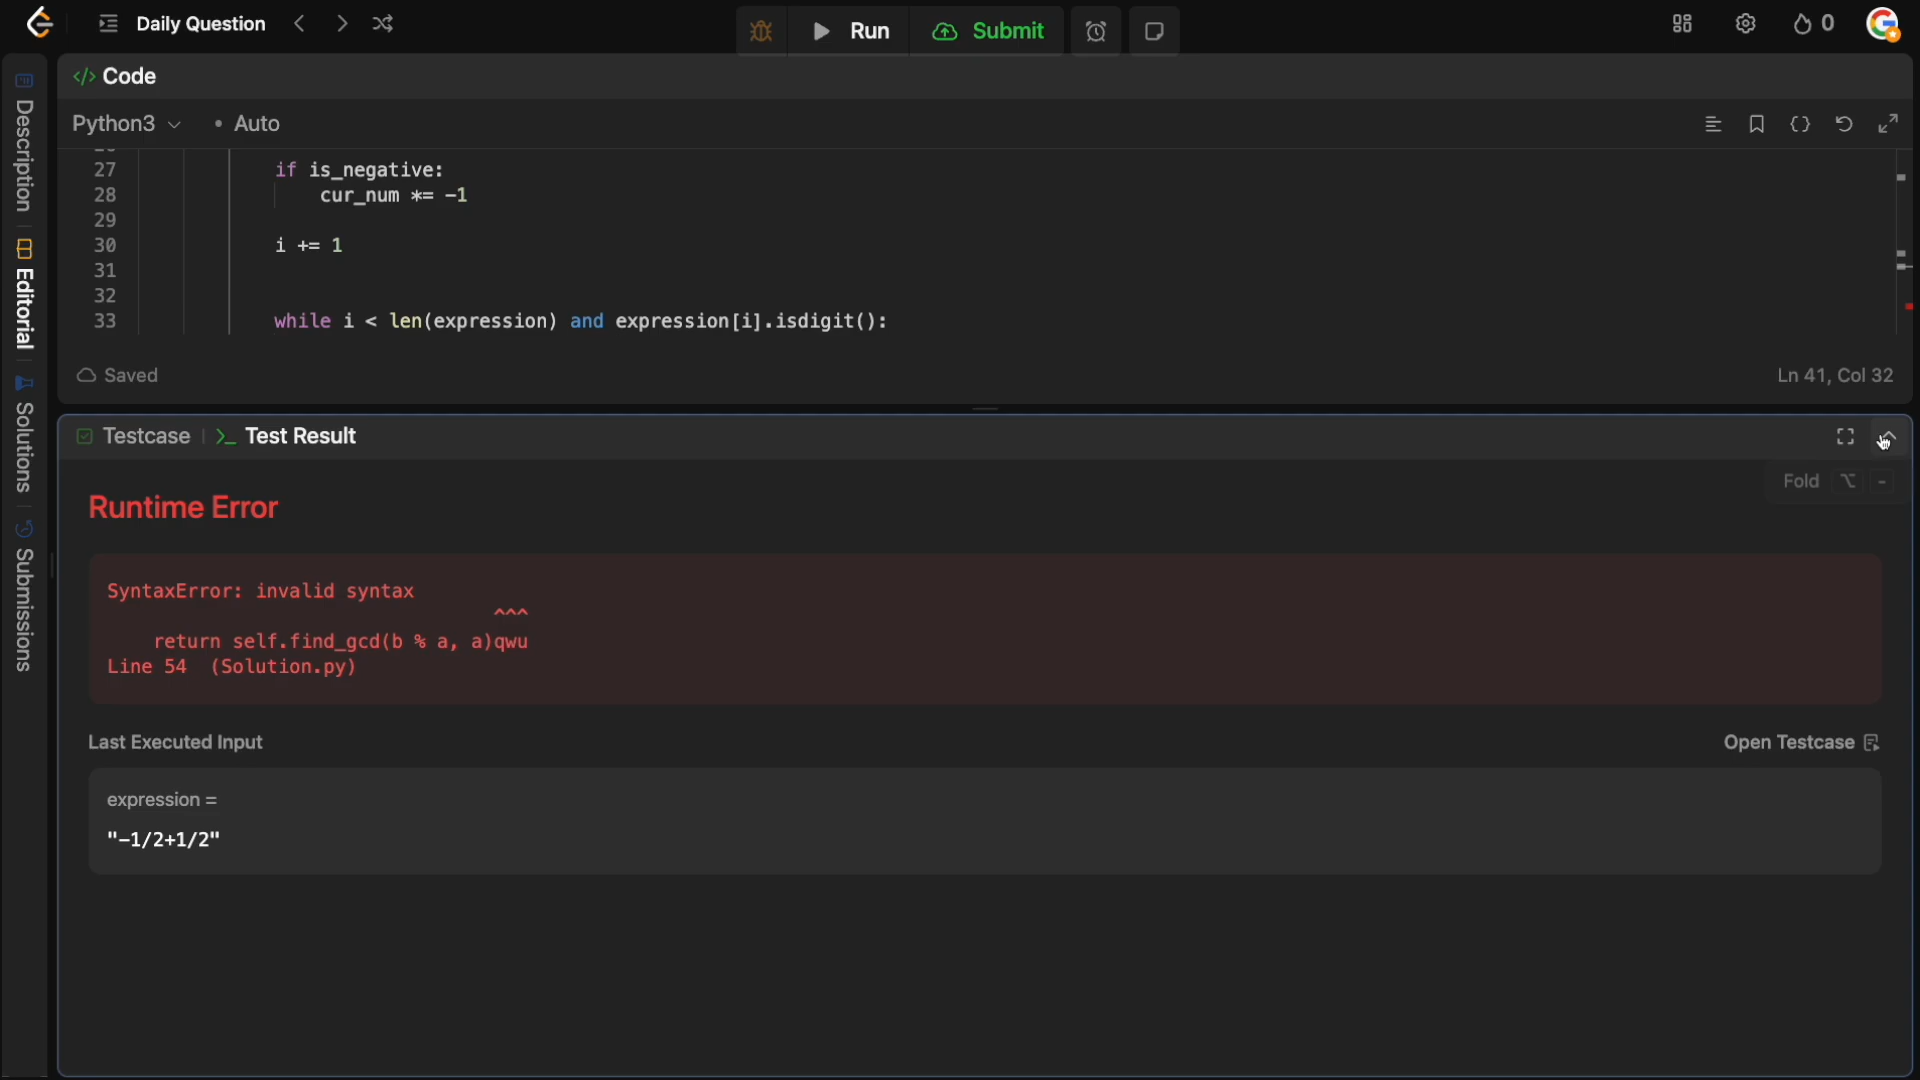 Daily Question
Run
Submit
0
</> Code
Python3
• Auto
Description
Editorial
Solutions
Submissions
27 if is_negative:
28 cur_num *= -1
29
30 i += 1
31
32
33 while i < len(expression) and expression[i].isdigit():
Saved
Ln 41, Col 32
Testcase
>_ Test Result
Fold ⌥ -
Runtime Error
SyntaxError: invalid syntax
^^^
return self.find_gcd(b % a, a)qwu
Line 54 (Solution.py)
Last Executed Input
Open Testcase
expression =
"-1/2+1/2"